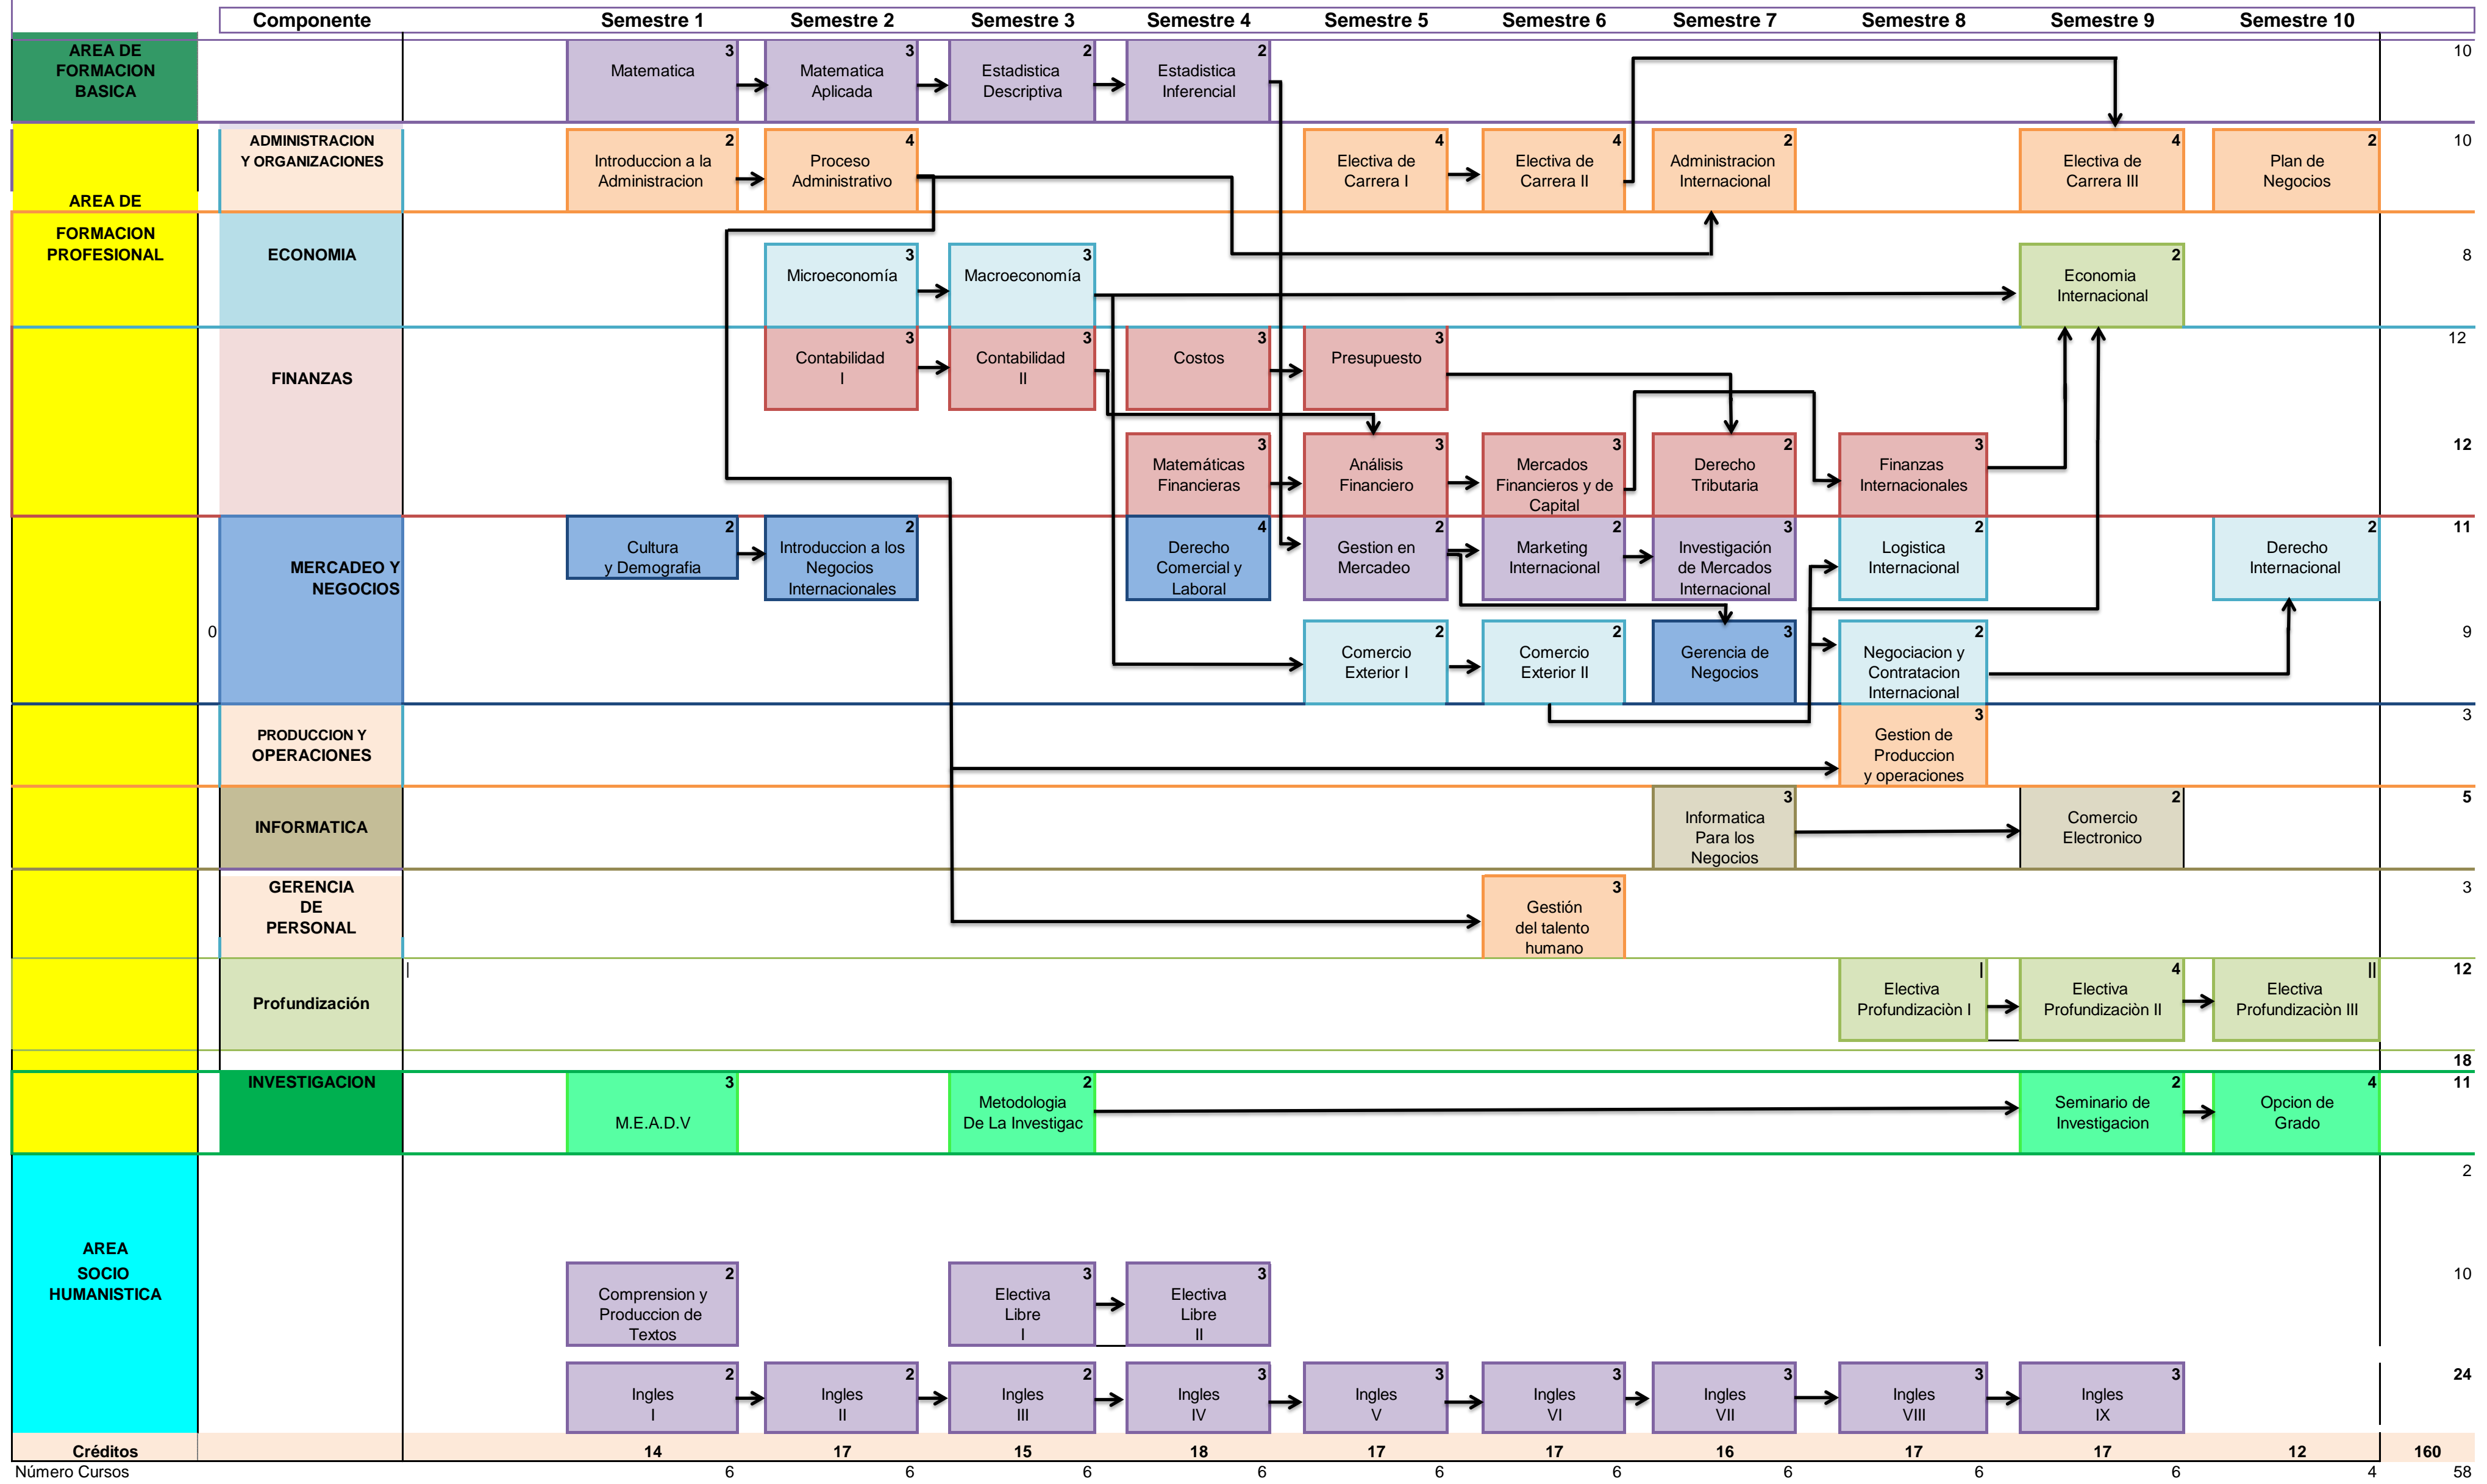 Componente Semestre 1 Semestre 2 Semestre 3 Semestre 4 Semestre 5 Semestre 6 Semestre 7 Semestre 8 Semestre 9 Semestre 10
AREA DE
FORMACION
BASICA
3
Matematica
3
Matematica
Aplicada
2
Estadistica
Descriptiva
2
Estadistica
Inferencial
10
AREA DE
FORMACION
PROFESIONAL
ADMINISTRACION
Y ORGANIZACIONES
2
Introduccion a la
Administracion
4
Proceso
Administrativo
4
Electiva de
Carrera I
4
Electiva de
Carrera II
2
Administracion
Internacional
4
Electiva de
Carrera III
2
Plan de
Negocios
10
ECONOMIA
3
Microeconomía
3
Macroeconomía
2
Economia
Internacional
8
FINANZAS
3
Contabilidad
I
3
Contabilidad
II
3
Costos
3
Presupuesto
12
3
Matemáticas
Financieras
3
Análisis
Financiero
3
Mercados
Financieros y de
Capital
2
Derecho
Tributaria
3
Finanzas
Internacionales
12
MERCADEO Y
NEGOCIOS
2
Cultura
y Demografia
2
Introduccion a los
Negocios
Internacionales
4
Derecho
Comercial y
Laboral
2
Gestion en
Mercadeo
2
Marketing
Internacional
3
Investigación
de Mercados
Internacional
2
Logistica
Internacional
2
Derecho
Internacional
11
0
2
Comercio
Exterior I
2
Comercio
Exterior II
3
Gerencia de
Negocios
2
Negociacion y
Contratacion
Internacional
9
PRODUCCION Y
OPERACIONES
3
Gestion de
Produccion
y operaciones
3
INFORMATICA
3
Informatica
Para los
Negocios
2
Comercio
Electronico
5
GERENCIA
DE
PERSONAL
3
Gestión
del talento
humano
3
Profundización
|
|
Electiva
Profundizaciòn I
4
Electiva
Profundizaciòn II
||
Electiva
Profundizaciòn III
12
18
INVESTIGACION
3
M.E.A.D.V
2
Metodologia
De La Investigac
2
Seminario de
Investigacion
4
Opcion de
Grado
11
2
AREA
SOCIO
HUMANISTICA
2
Comprension y
Produccion de
Textos
3
Electiva
Libre
I
3
Electiva
Libre
II
10
2
Ingles
I
2
Ingles
II
2
Ingles
III
3
Ingles
IV
3
Ingles
V
3
Ingles
VI
3
Ingles
VII
3
Ingles
VIII
3
Ingles
IX
24
Créditos 14 17 15 18 17 17 16 17 17 12 160
Número Cursos 6 6 6 6 6 6 6 6 6 4 58